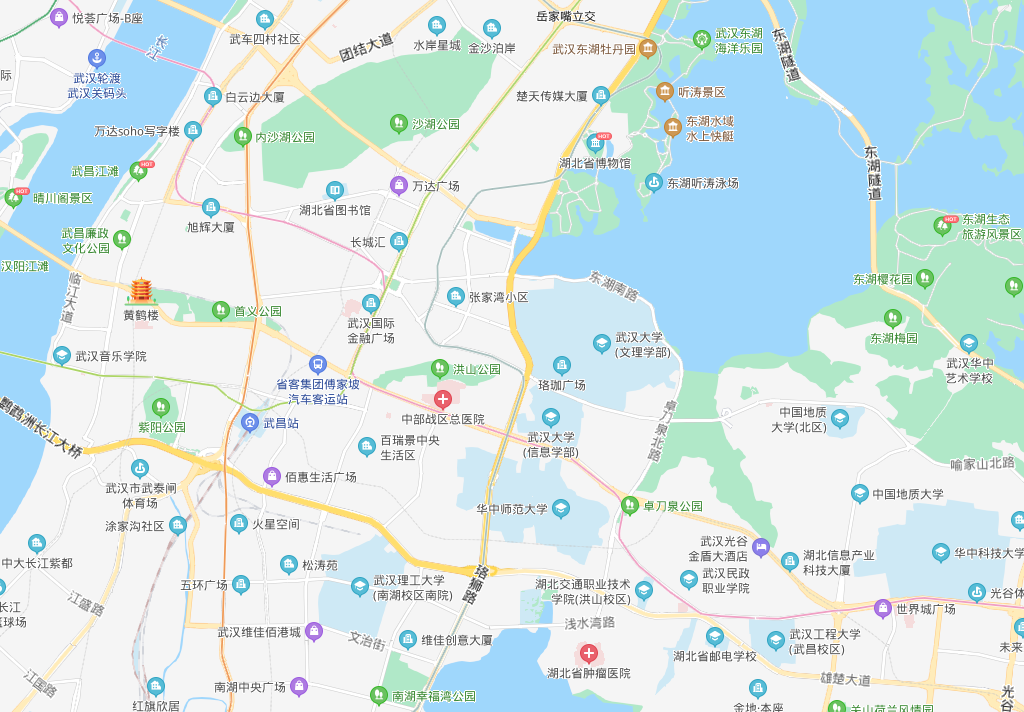 悦荟广场-B座
武车四村社区
长江
团结大道
水岸星城
金沙泊岸
岳家嘴立交
武汉东湖牡丹园
武汉东湖
海洋乐园
东湖隧道
武汉轮渡
武汉关码头
际
白云边大厦
楚天传媒大厦
听涛景区
万达soho写字楼
内沙湖公园
沙湖公园
东湖水域
水上快艇
HOT
湖北省博物馆
东湖隧道
武昌江滩
HOT
万达广场
东湖听涛泳场
HOT
晴川阁景区
湖北省图书馆
旭辉大厦
武昌廉政
文化公园
长城汇
HOT
东湖生态
旅游风景区
汉阳江滩
临江大道
黄鹤楼
首义公园
张家湾小区
东湖南路
东湖樱花园
武汉国际
金融广场
武汉大学
(文理学部)
东湖梅园
武汉音乐学院
省客集团傅家坡
汽车客运站
洪山公园
珞珈广场
武汉华中
艺术学校
鹦鹉洲长江大桥
紫阳公园
武昌站
中部战区总医院
武汉大学
(信息学部)
卓刀泉北路
中国地质
大学(北区)
百瑞景中央
生活区
喻家山北路
武汉市武泰闸
体育场
佰惠生活广场
华中师范大学
卓刀泉公园
中国地质大学
涂家沟社区
火星空间
武汉光谷
金盾大酒店
湖北信息产业
科技大厦
华中科技大学
中大长江紫都
松涛苑
珞狮路
武汉理工大学
(南湖校区南院)
五环广场
湖北交通职业技术
学院(洪山校区)
武汉民政
职业学院
光谷体
长江
篮球场
江盛路
世界城广场
浅水湾路
武汉维佳佰港城
文治街
维佳创意大厦
湖北省邮电学校
武汉工程大学
(武昌校区)
未来
湖北省肿瘤医院
江国路
雄楚大道
红旗欣居
南湖中央广场
南湖幸福湾公园
金地·本座
关山荷兰风情园
光谷